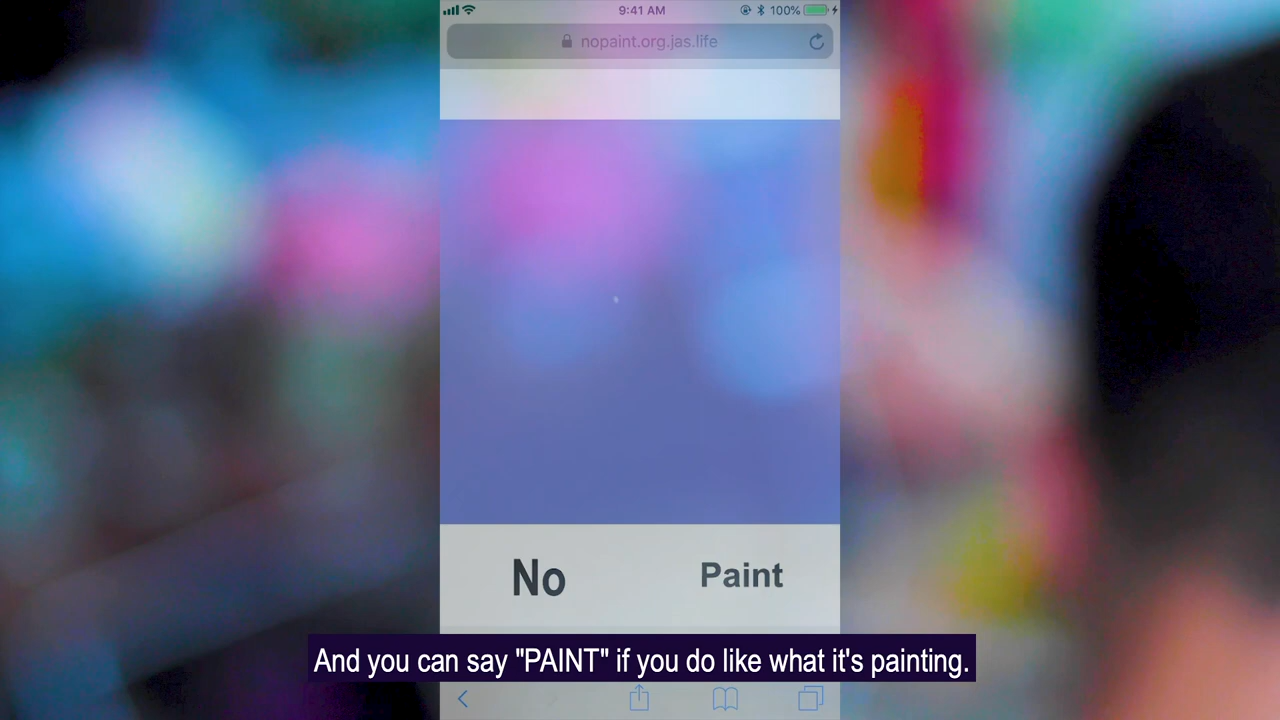 9:41 AM
100%
nopaint.org.jas.life
No
Paint
And you can say "PAINT" if you do like what it's painting.